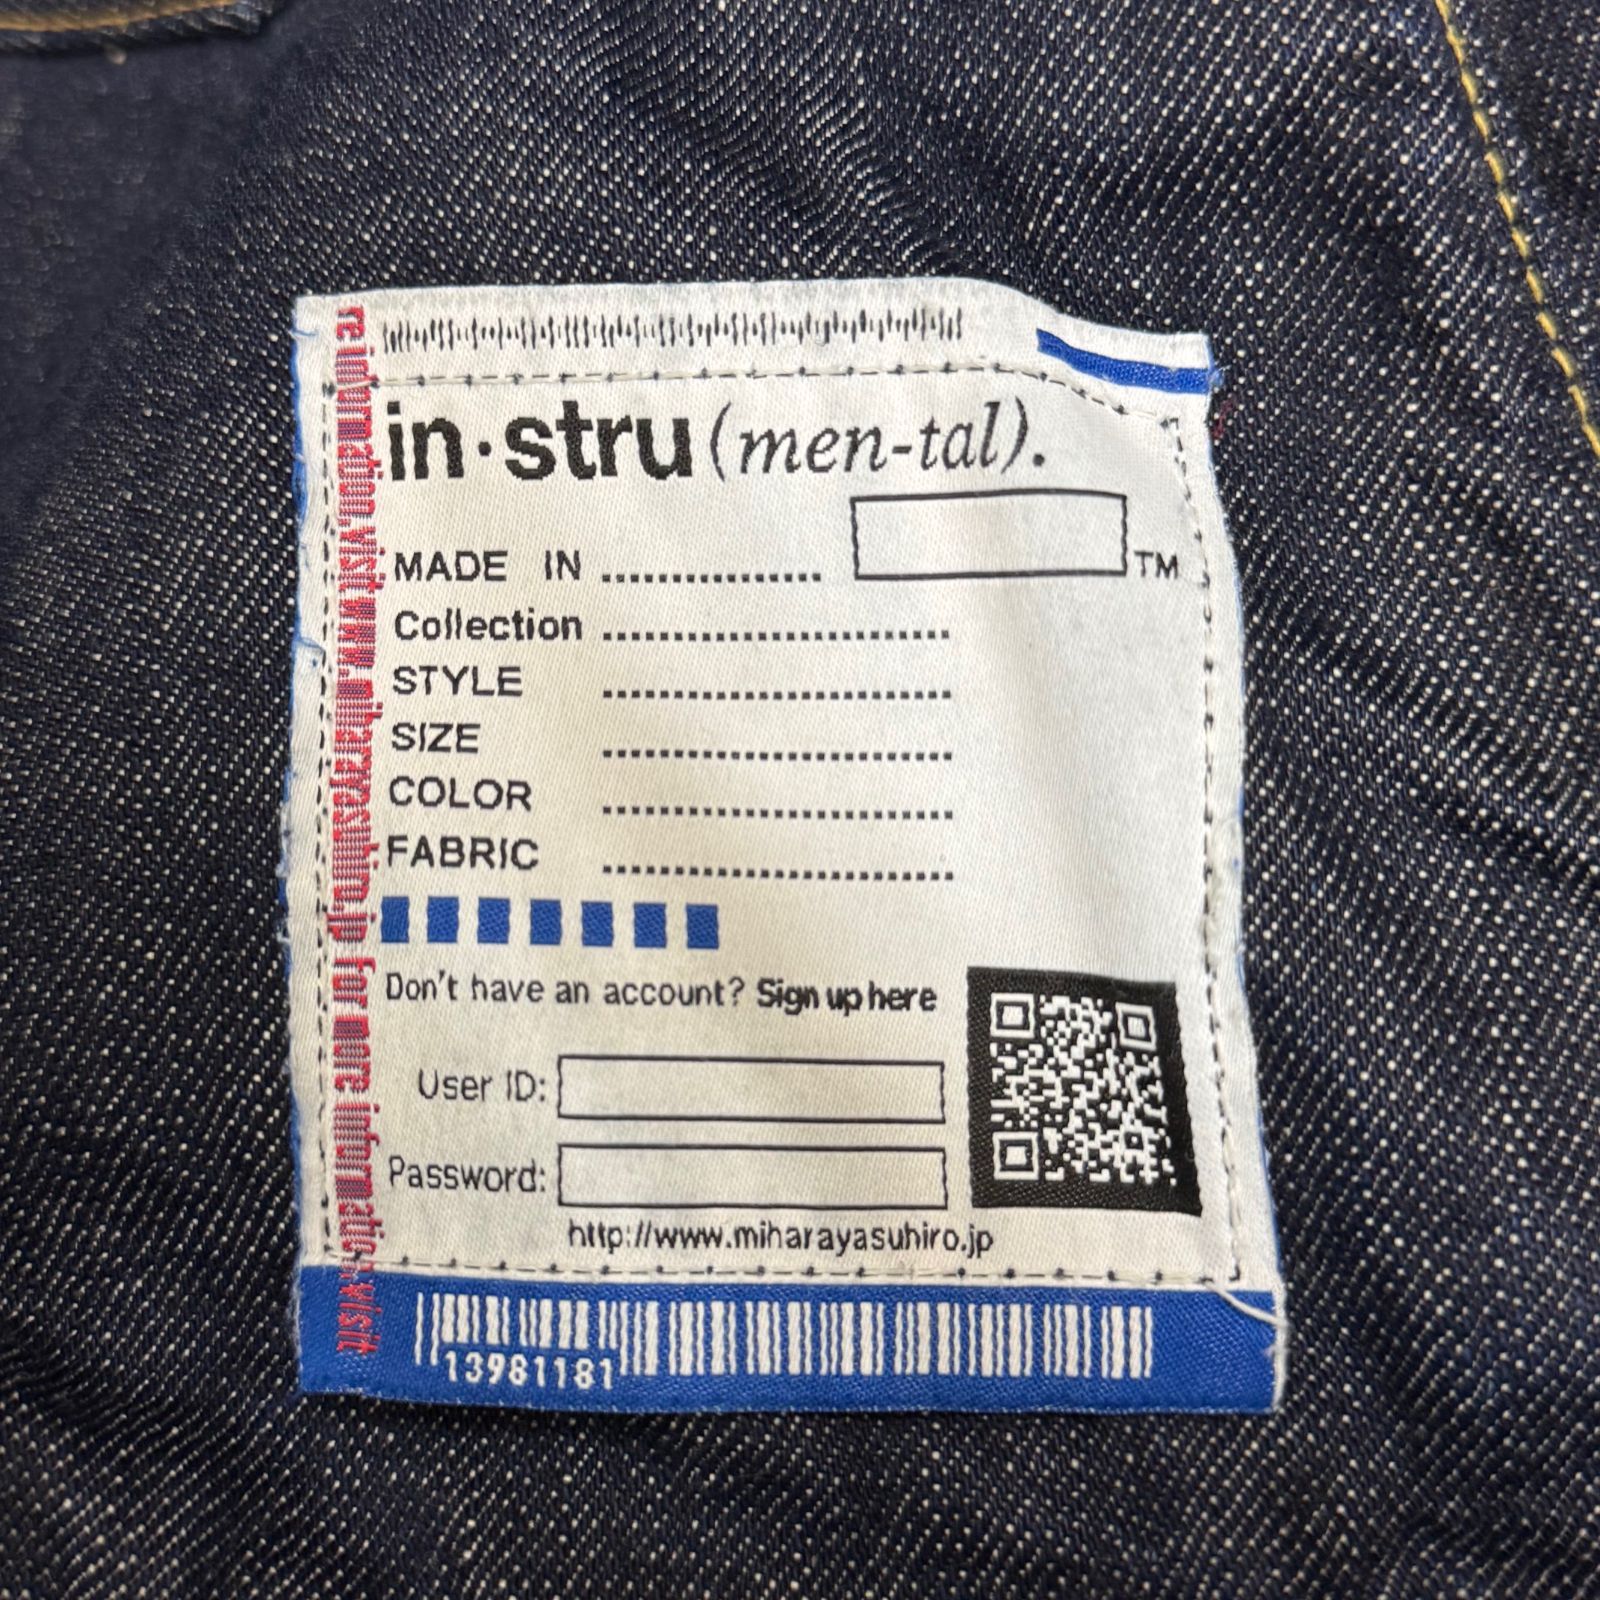 in·stru (men-tal).
MADE IN ................
TM
Collection ..........................
STYLE ..........................
SIZE ..........................
COLOR ..........................
FABRIC ..........................
Don't have an account? Sign up here
User ID:
Password:
http://www.miharayasuhiro.jp
13981181
information.visit www.miharayasuhiro.jp for more information.visit